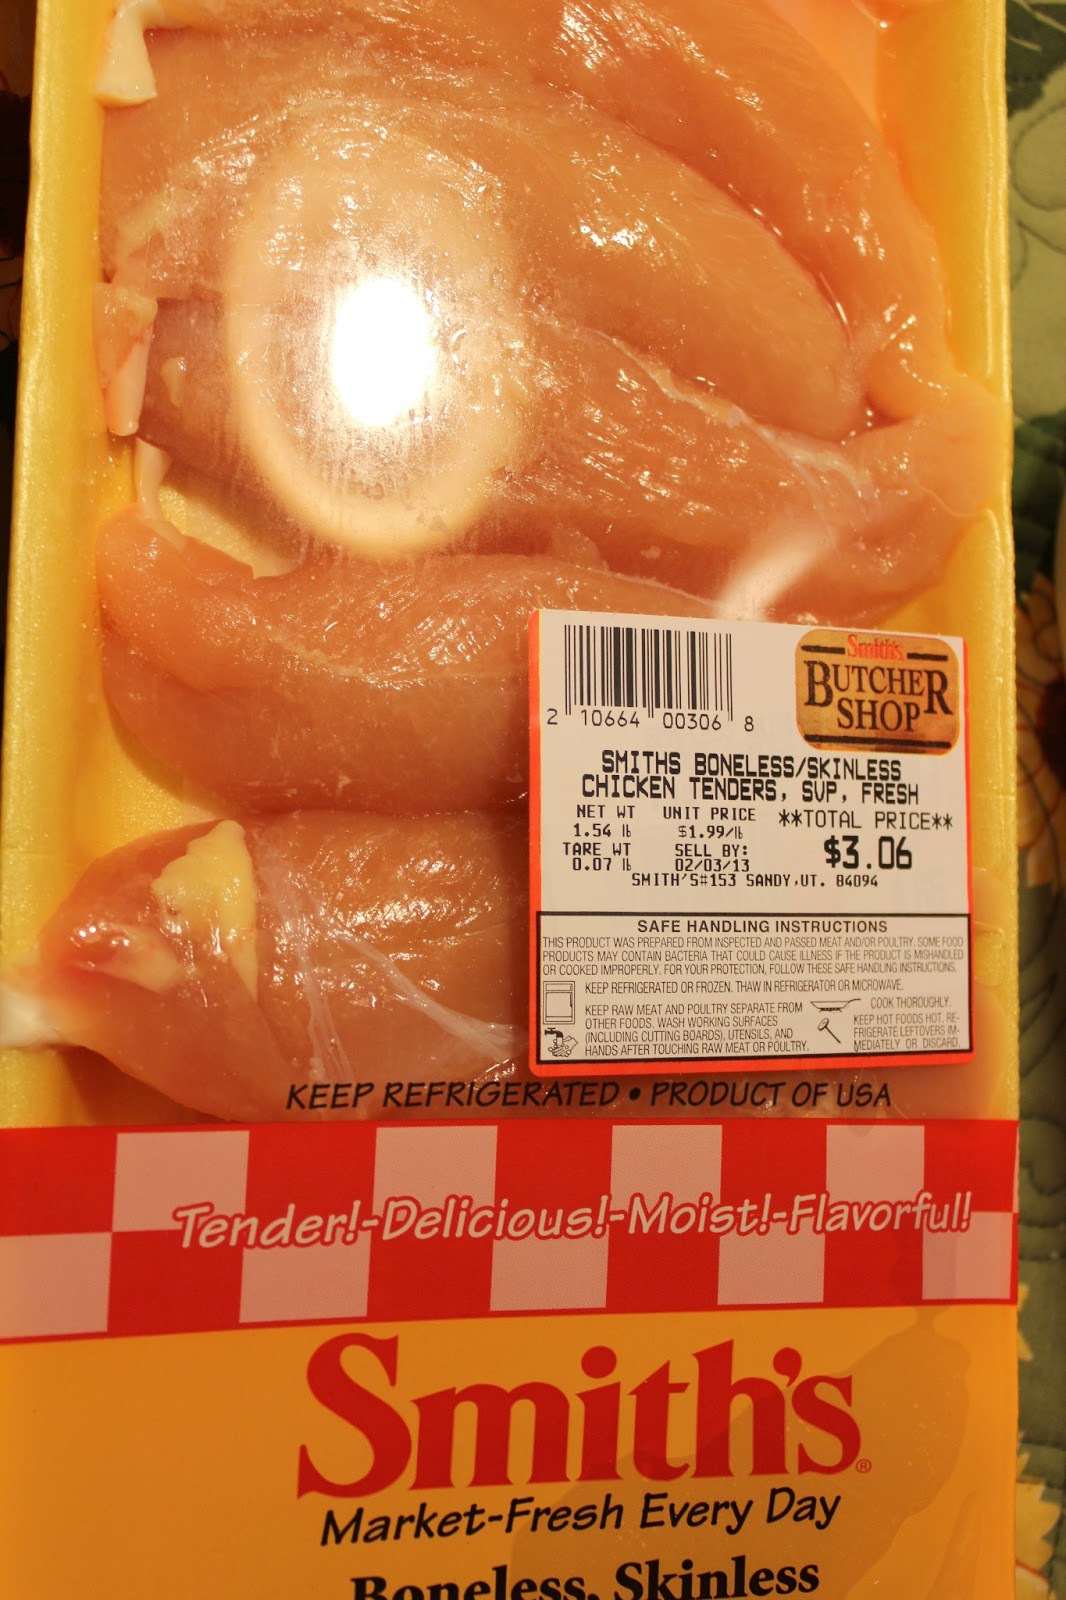 Smith's
BUTCHER
SHOP
2 10664 00306 8
SMITHS BONELESS/SKINLESS
CHICKEN TENDERS, SVP, FRESH
NET WT UNIT PRICE **TOTAL PRICE**
1.54 lb $1.99/lb $3.06
TARE WT SELL BY:
0.07 lb 02/03/13
SMITH'S#153 SANDY,UT. 84094
SAFE HANDLING INSTRUCTIONS
THIS PRODUCT WAS PREPARED FROM INSPECTED AND PASSED MEAT AND/OR POULTRY. SOME FOOD
PRODUCTS MAY CONTAIN BACTERIA THAT COULD CAUSE ILLNESS IF THE PRODUCT IS MISHANDLED
OR COOKED IMPROPERLY. FOR YOUR PROTECTION, FOLLOW THESE SAFE HANDLING INSTRUCTIONS.
KEEP REFRIGERATED OR FROZEN. THAW IN REFRIGERATOR OR MICROWAVE.
KEEP RAW MEAT AND POULTRY SEPARATE FROM
OTHER FOODS. WASH WORKING SURFACES
(INCLUDING CUTTING BOARDS), UTENSILS, AND
HANDS AFTER TOUCHING RAW MEAT OR POULTRY.
COOK THOROUGHLY.
KEEP HOT FOODS HOT. RE-
FRIGERATE LEFTOVERS IM-
MEDIATELY OR DISCARD.
KEEP REFRIGERATED • PRODUCT OF USA
Tender!-Delicious!-Moist!-Flavorful!
Smith's®
Market-Fresh Every Day
Boneless, Skinless